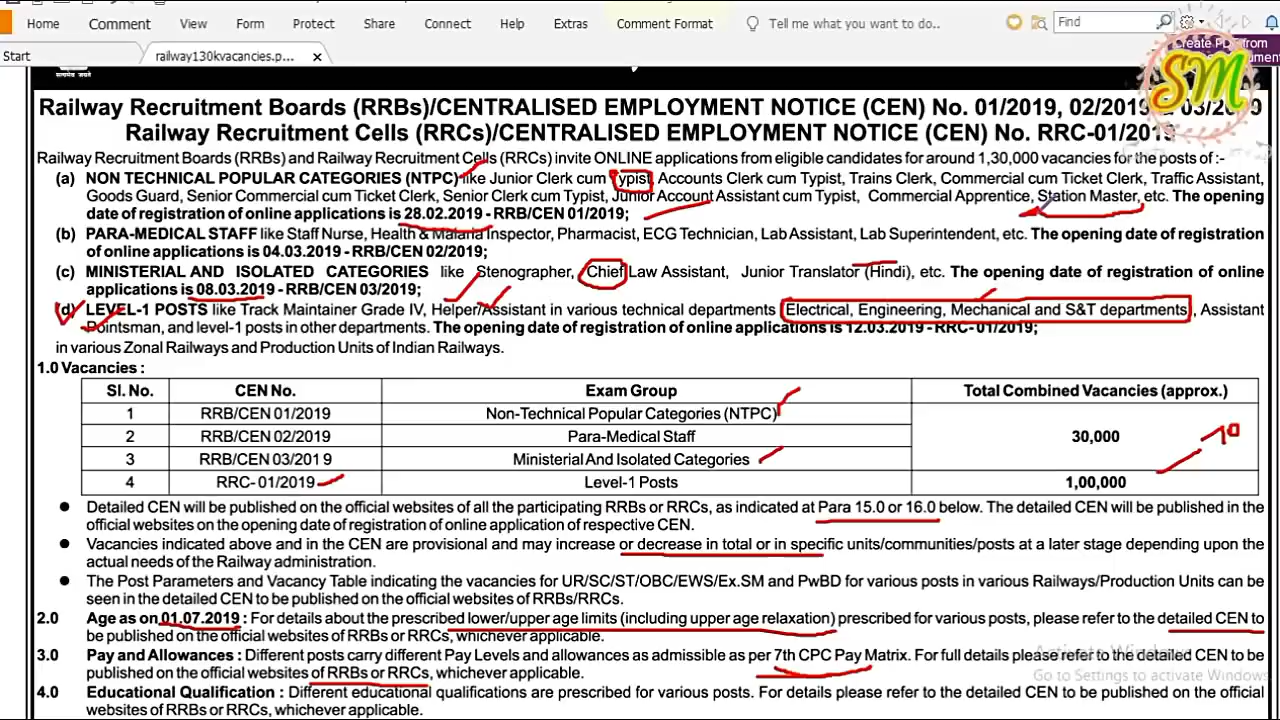 Home Comment View Form Protect Share Connect Help Extras Comment Format Tell me what you want to do.. Find
Start railway130kvacancies.p... ×
Create PDF from
SM
सत्यमेव जयते
Railway Recruitment Boards (RRBs)/CENTRALISED EMPLOYMENT NOTICE (CEN) No. 01/2019, 02/2019 & 03/2019
Railway Recruitment Cells (RRCs)/CENTRALISED EMPLOYMENT NOTICE (CEN) No. RRC-01/2019
Railway Recruitment Boards (RRBs) and Railway Recruitment Cells (RRCs) invite ONLINE applications from eligible candidates for around 1,30,000 vacancies for the posts of :-
(a) NON TECHNICAL POPULAR CATEGORIES (NTPC) like Junior Clerk cum Typist, Accounts Clerk cum Typist, Trains Clerk, Commercial cum Ticket Clerk, Traffic Assistant,
Goods Guard, Senior Commercial cum Ticket Clerk, Senior Clerk cum Typist, Junior Account Assistant cum Typist, Commercial Apprentice, Station Master, etc. The opening
date of registration of online applications is 28.02.2019 - RRB/CEN 01/2019;
(b) PARA-MEDICAL STAFF like Staff Nurse, Health & Malaria Inspector, Pharmacist, ECG Technician, Lab Assistant, Lab Superintendent, etc. The opening date of registration
of online applications is 04.03.2019 - RRB/CEN 02/2019;
(c) MINISTERIAL AND ISOLATED CATEGORIES like Stenographer, Chief Law Assistant, Junior Translator (Hindi), etc. The opening date of registration of online
applications is 08.03.2019 - RRB/CEN 03/2019;
(d) LEVEL-1 POSTS like Track Maintainer Grade IV, Helper/Assistant in various technical departments Electrical, Engineering, Mechanical and S&T departments, Assistant
Pointsman, and level-1 posts in other departments. The opening date of registration of online applications is 12.03.2019 - RRC- 01/2019;
in various Zonal Railways and Production Units of Indian Railways.
1.0 Vacancies :
Sl. No. CEN No. Exam Group Total Combined Vacancies (approx.)
1 RRB/CEN 01/2019 Non-Technical Popular Categories (NTPC)
2 RRB/CEN 02/2019 Para-Medical Staff 30,000
3 RRB/CEN 03/201 9 Ministerial And Isolated Categories
4 RRC- 01/2019 Level-1 Posts 1,00,000
● Detailed CEN will be published on the official websites of all the participating RRBs or RRCs, as indicated at Para 15.0 or 16.0 below. The detailed CEN will be published in the
official websites on the opening date of registration of online application of respective CEN.
● Vacancies indicated above and in the CEN are provisional and may increase or decrease in total or in specific units/communities/posts at a later stage depending upon the
actual needs of the Railway administration.
● The Post Parameters and Vacancy Table indicating the vacancies for UR/SC/ST/OBC/EWS/Ex.SM and PwBD for various posts in various Railways/Production Units can be
seen in the detailed CEN to be published on the official websites of RRBs/RRCs.
2.0 Age as on 01.07.2019 : For details about the prescribed lower/upper age limits (including upper age relaxation) prescribed for various posts, please refer to the detailed CEN to
be published on the official websites of RRBs or RRCs, whichever applicable.
3.0 Pay and Allowances : Different posts carry different Pay Levels and allowances as admissible as per 7th CPC Pay Matrix. For full details please refer to the detailed CEN to be
published on the official websites of RRBs or RRCs, whichever applicable.
Activate Windows
Go to Settings to activate Windows.
4.0 Educational Qualification : Different educational qualifications are prescribed for various posts. For details please refer to the detailed CEN to be published on the official
websites of RRBs or RRCs, whichever applicable.